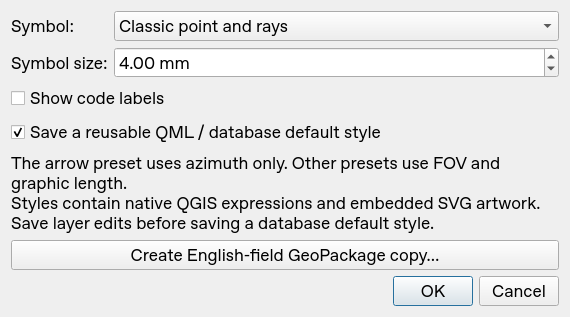 Symbol: Classic point and rays
Symbol size: 4.00 mm
Show code labels
Save a reusable QML / database default style
The arrow preset uses azimuth only. Other presets use FOV and
graphic length.
Styles contain native QGIS expressions and embedded SVG artwork.
Save layer edits before saving a database default style.
Create English-field GeoPackage copy...
OK Cancel